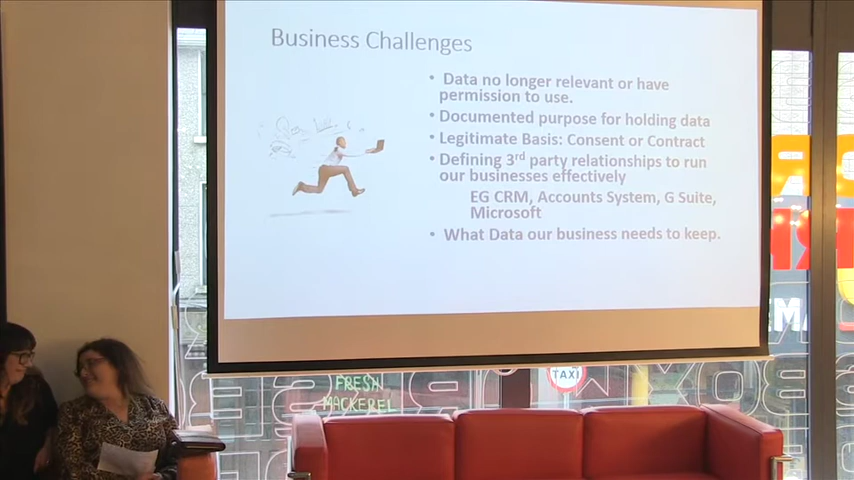 Business Challenges
• Data no longer relevant or have
permission to use.
• Documented purpose for holding data
• Legitimate Basis: Consent or Contract
• Defining 3rd party relationships to run
our businesses effectively
EG CRM, Accounts System, G Suite,
Microsoft
• What Data our business needs to keep.
FRESH
MACKEREL
TAXI